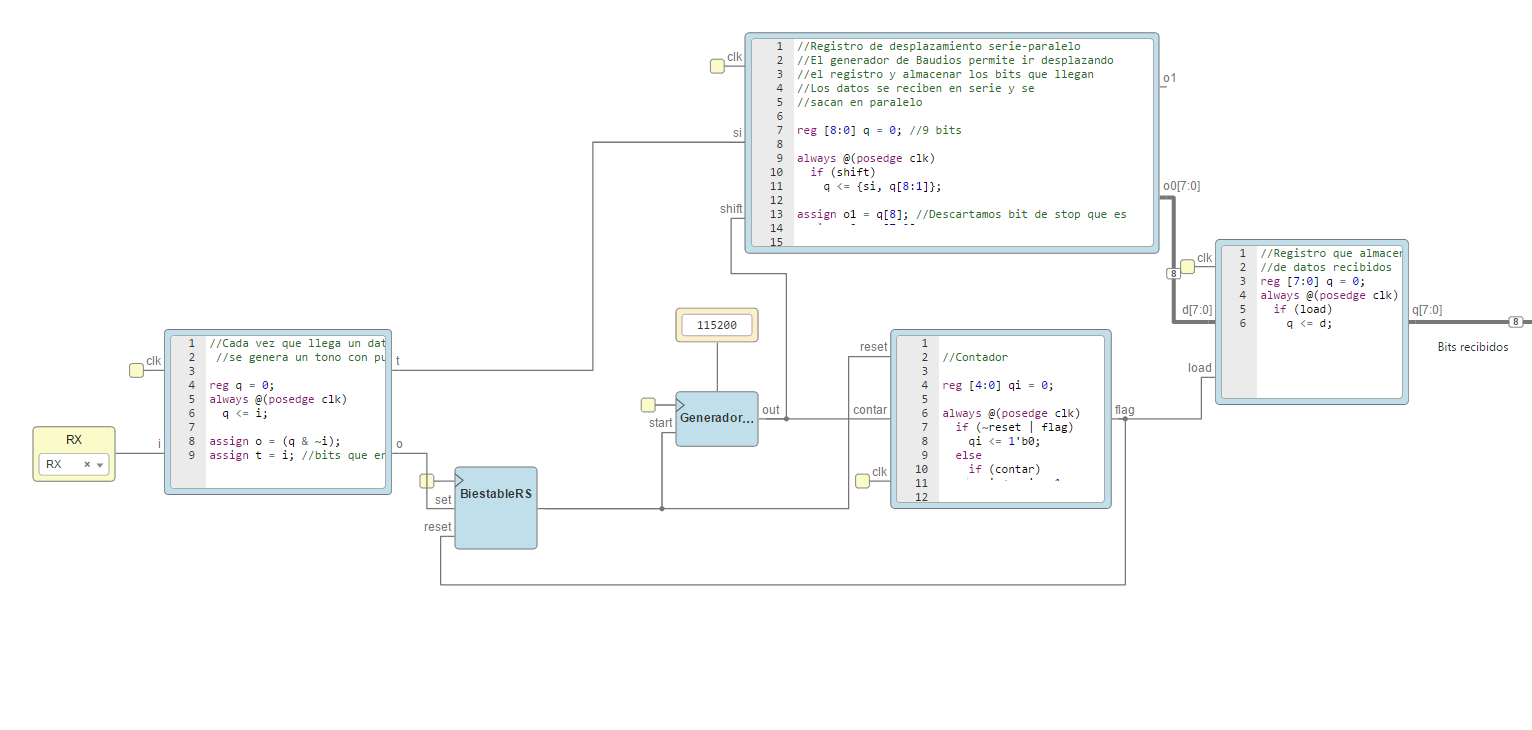 clk
1 //Registro de desplazamiento serie-paralelo
2 //El generador de Baudios permite ir desplazando
3 //el registro y almacenar los bits que llegan
4 //Los datos se reciben en serie y se
5 //sacan en paralelo
6
7 reg [8:0] q = 0; //9 bits
8
9 always @(posedge clk)
10 if (shift)
11 q <= {si, q[8:1]};
12
13 assign o1 = q[8]; //Descartamos bit de stop que es
14
15
o1
si
shift
o0[7:0]
8
clk
d[7:0]
load
1 //Registro que almacer
2 //de datos recibidos
3 reg [7:0] q = 0;
4 always @(posedge clk)
5 if (load)
6 q <= d;
q[7:0]
8
Bits recibidos
115200
Generador...
start
out
clk
1 //Cada vez que llega un dat
2 //se genera un tono con pu
3
4 reg q = 0;
5 always @(posedge clk)
6 q <= i;
7
8 assign o = (q & ~i);
9 assign t = i; //bits que er
t
i
o
RX
RX
BiestableRS
set
reset
reset
contar
clk
1
2 //Contador
3
4 reg [4:0] qi = 0;
5
6 always @(posedge clk)
7 if (~reset | flag)
8 qi <= 1'b0;
9 else
10 if (contar)
11
12
flag